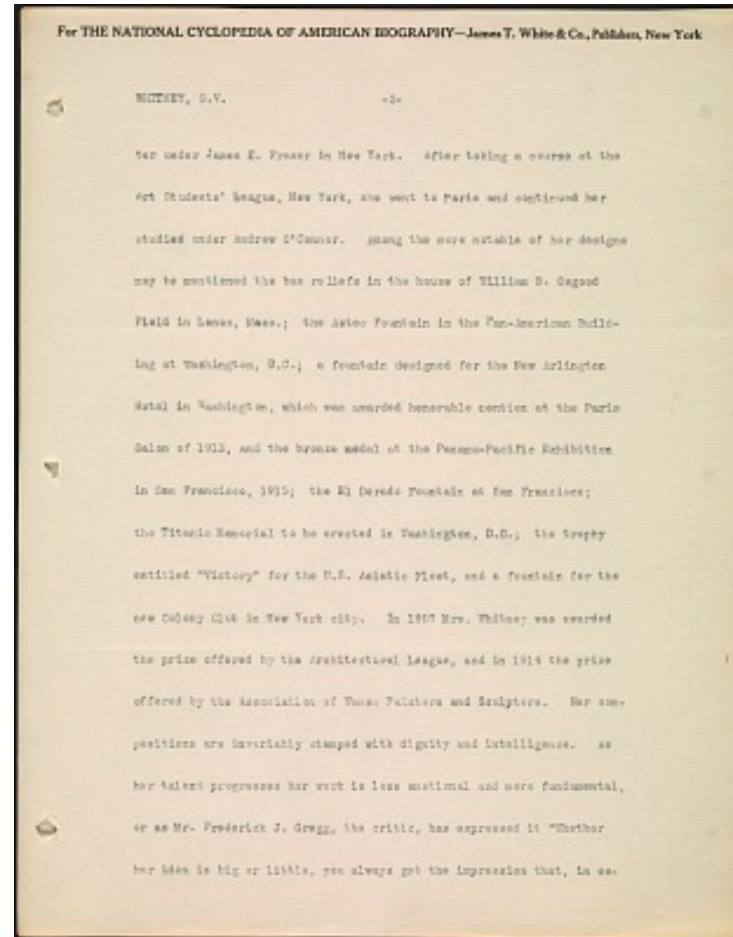 For THE NATIONAL CYCLOPEDIA OF AMERICAN BIOGRAPHY—James T. White & Co., Publishers, New York
WHITNEY, G.V. -2-
ter under James E. Fraser in New York. After taking a course at the
Art Students' League, New York, she went to Paris and continued her
studied under Andrew O'Connor. Among the more notable of her designs
may be mentioned the bas reliefs in the house of William B. Osgood
Field in Lenox, Mass.; the Aztec Fountain in the Pan-American Build-
ing at Washington, D.C.; a fountain designed for the New Arlington
Hotel in Washington, which was awarded honorable mention at the Paris
Salon of 1913, and the bronze medal at the Panama-Pacific Exhibition
in San Francisco, 1915; the El Dorado Fountain at San Francisco;
the Titanic Memorial to be erected in Washington, D.C.; the trophy
entitled "Victory" for the U.S. Asiatic Fleet, and a fountain for the
new Colony Club in New York city. In 1907 Mrs. Whitney was awarded
the prize offered by the Architectural League, and in 1914 the prize
offered by the Association of Women Painters and Sculptors. Her com-
positions are invariably stamped with dignity and intelligence. As
her talent progresses her work is less emotional and more fundamental,
or as Mr. Frederick J. Gregg, the critic, has expressed it "Whether
her idea is big or little, you always get the impression that, in es-